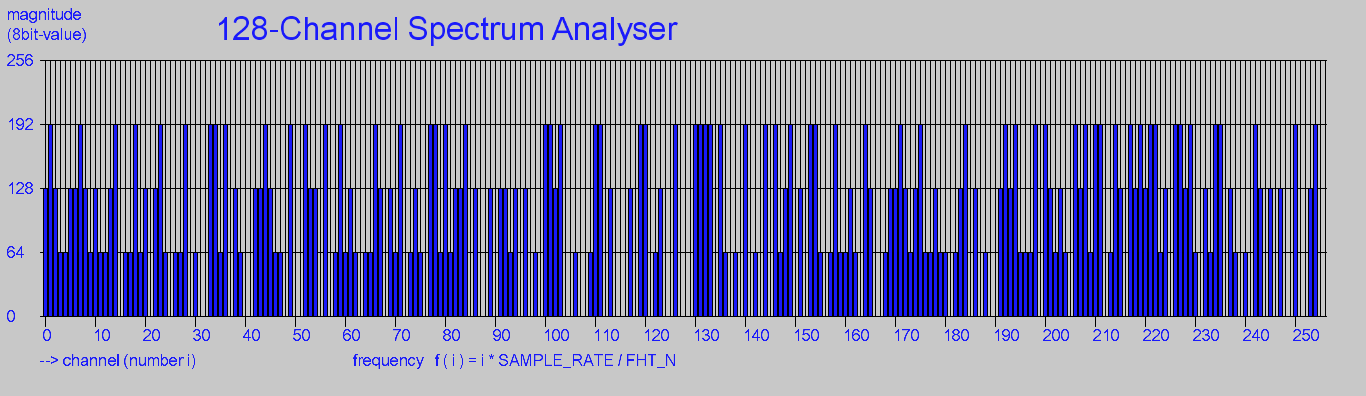 magnitude
(8bit-value)
128-Channel Spectrum Analyser
256
192
128
64
0
0 10 20 30 40 50 60 70 80 90 100 110 120 130 140 150 160 170 180 190 200 210 220 230 240 250
--> channel (number i)
frequency f ( i ) = i * SAMPLE_RATE / FHT_N